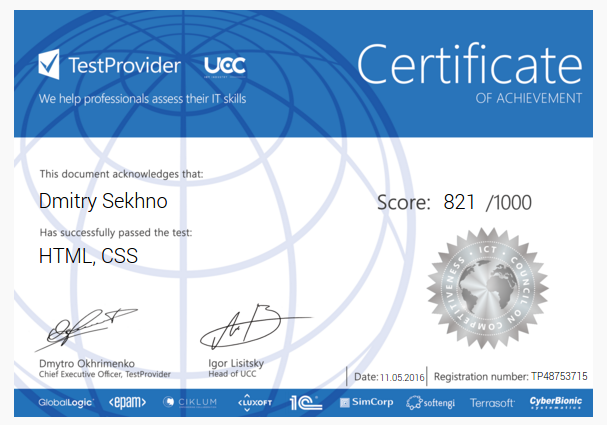 TestProvider UCC
We help professionals assess their IT skills
Certificate
OF ACHIEVEMENT
This document acknowledges that:
Dmitry Sekhno
Score: 821 /1000
Has successfully passed the test:
HTML, CSS
ICT • COUNCIL ON COMPETITIVENESS •
Dmytro Okhrimenko
Chief Executive Officer, TestProvider
Igor Lisitsky
Head of UCC
Date: 11.05.2016
Registration number: TP48753715
GlobalLogic <epam> CIKLUM <LUXOFT 1C SimCorp softengi Terrasoft CyberBionic
systematics